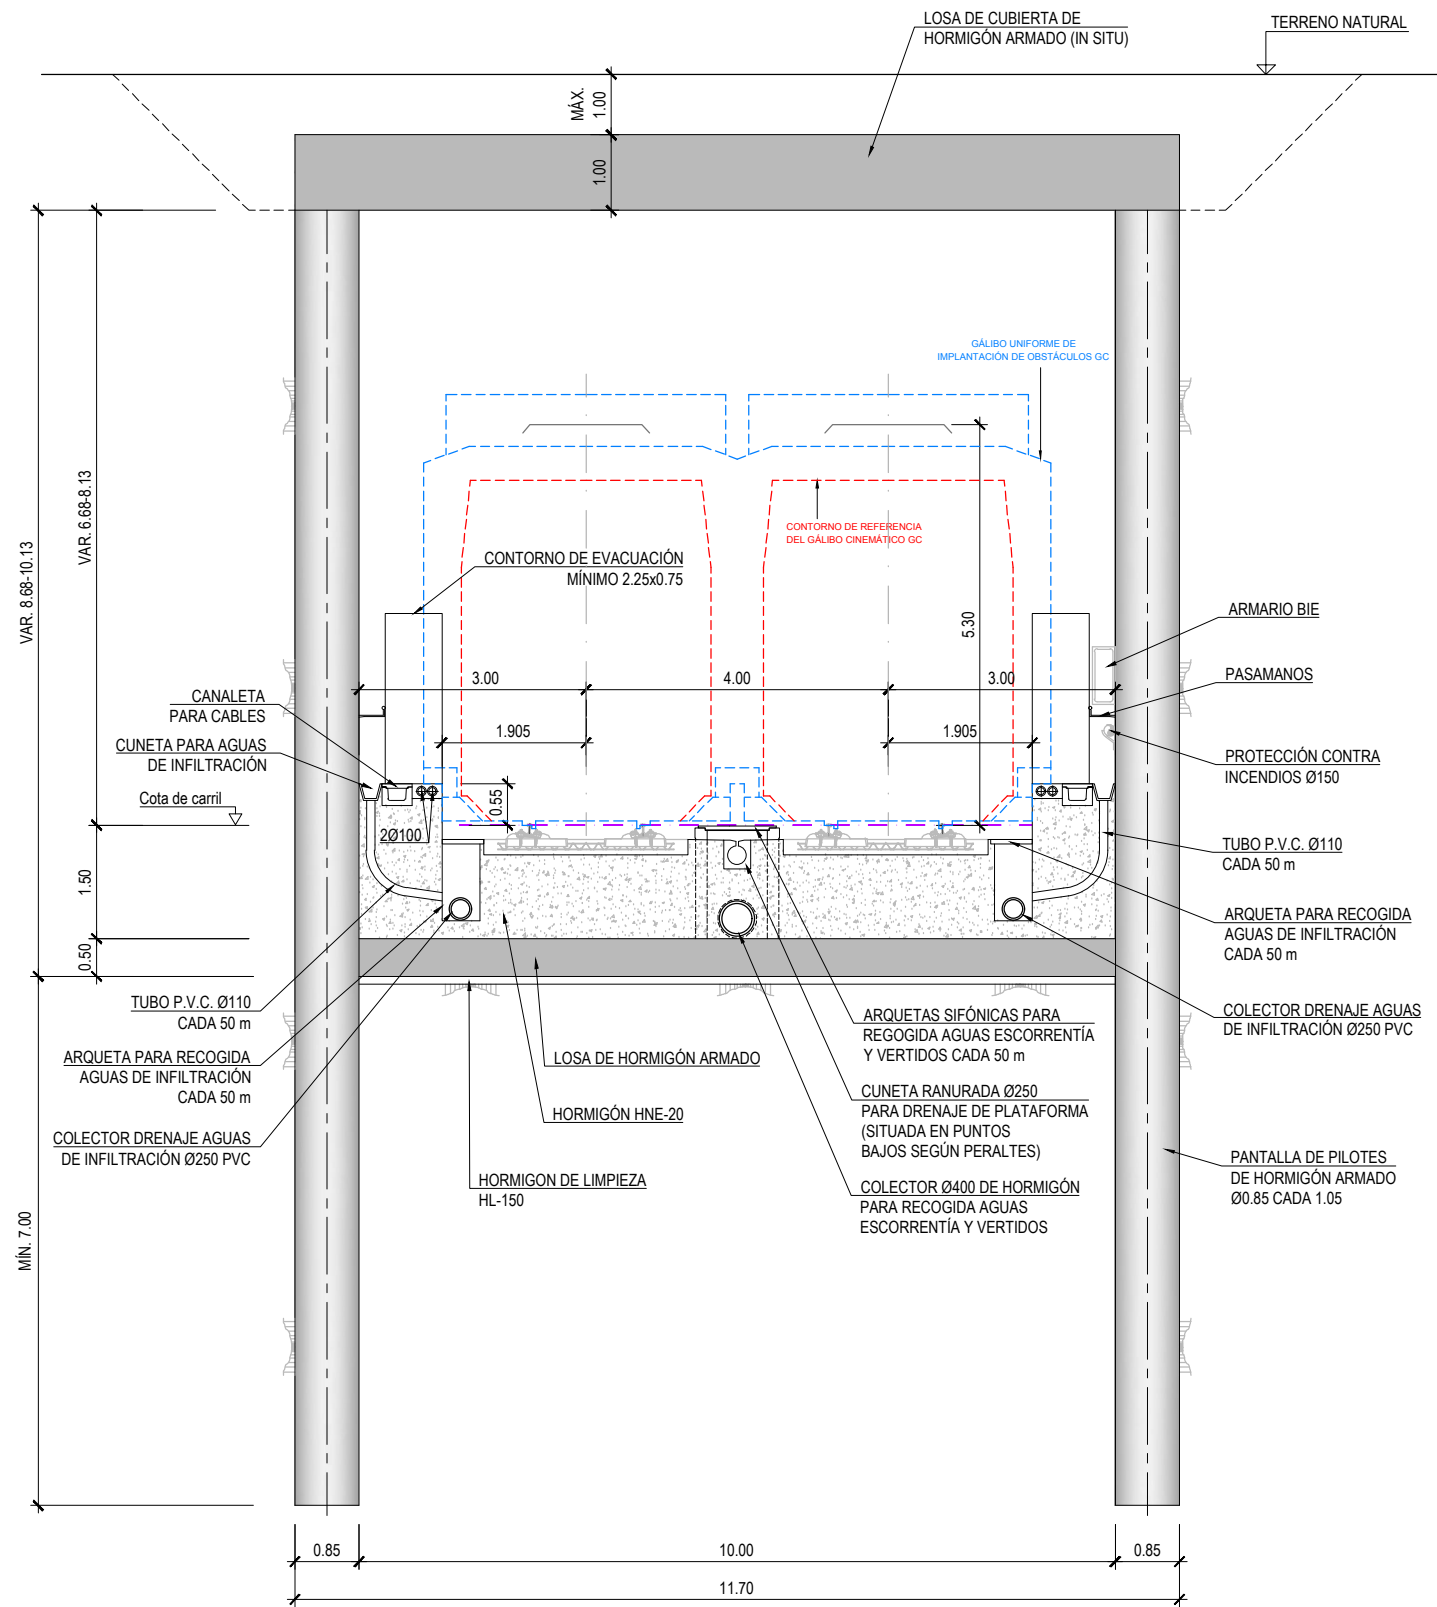 LOSA DE CUBIERTA DE
HORMIGÓN ARMADO (IN SITU)
TERRENO NATURAL
MÁX.
1.00
1.00
GÁLIBO UNIFORME DE
IMPLANTACIÓN DE OBSTÁCULOS GC
VAR. 8.68-10.13
VAR. 6.68-8.13
CONTORNO DE REFERENCIA
DEL GÁLIBO CINEMÁTICO GC
CONTORNO DE EVACUACIÓN
MÍNIMO 2.25x0.75
5.30
ARMARIO BIE
3.00
4.00
3.00
PASAMANOS
CANALETA
PARA CABLES
1.905
1.905
CUNETA PARA AGUAS
DE INFILTRACIÓN
PROTECCIÓN CONTRA
INCENDIOS Ø150
Cota de carril
0.55
2Ø100
TUBO P.V.C. Ø110
CADA 50 m
1.50
ARQUETA PARA RECOGIDA
AGUAS DE INFILTRACIÓN
CADA 50 m
0.50
TUBO P.V.C. Ø110
CADA 50 m
ARQUETAS SIFÓNICAS PARA
REGOGIDA AGUAS ESCORRENTÍA
Y VERTIDOS CADA 50 m
COLECTOR DRENAJE AGUAS
DE INFILTRACIÓN Ø250 PVC
ARQUETA PARA RECOGIDA
AGUAS DE INFILTRACIÓN
CADA 50 m
LOSA DE HORMIGÓN ARMADO
CUNETA RANURADA Ø250
PARA DRENAJE DE PLATAFORMA
(SITUADA EN PUNTOS
BAJOS SEGÚN PERALTES)
HORMIGÓN HNE-20
COLECTOR DRENAJE AGUAS
DE INFILTRACIÓN Ø250 PVC
PANTALLA DE PILOTES
DE HORMIGÓN ARMADO
Ø0.85 CADA 1.05
HORMIGON DE LIMPIEZA
HL-150
COLECTOR Ø400 DE HORMIGÓN
PARA RECOGIDA AGUAS
ESCORRENTÍA Y VERTIDOS
MÍN. 7.00
0.85
10.00
0.85
11.70